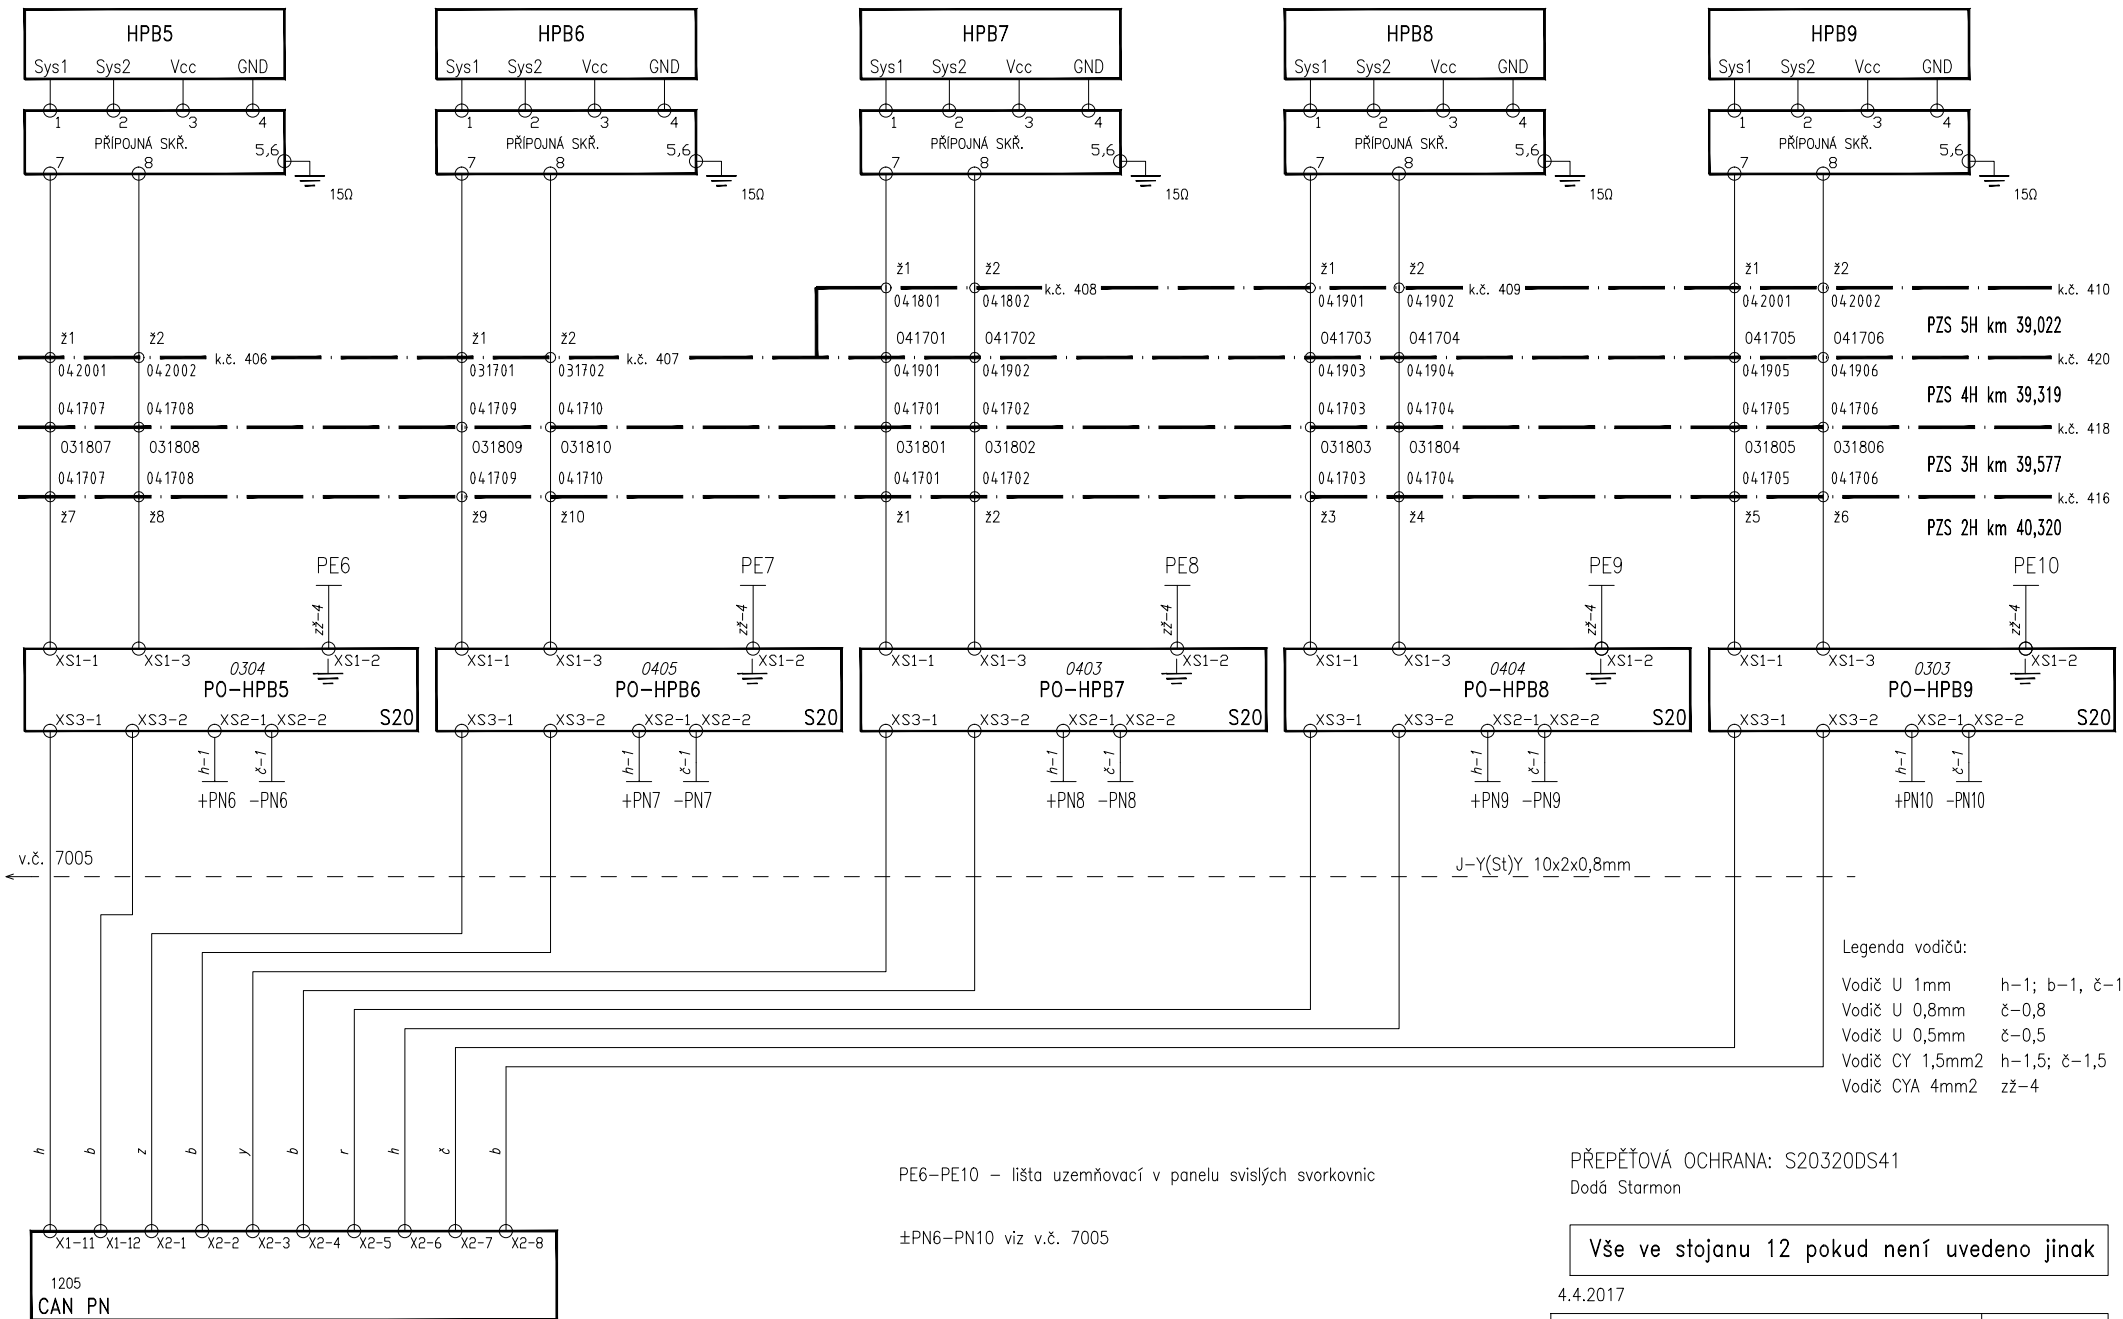 HPB5 HPB6 HPB7 HPB8 HPB9
Sys1 Sys2 Vcc GND Sys1 Sys2 Vcc GND Sys1 Sys2 Vcc GND Sys1 Sys2 Vcc GND Sys1 Sys2 Vcc GND
1 2 3 4 1 2 3 4 1 2 3 4 1 2 3 4 1 2 3 4
PŘÍPOJNÁ SKŘ. PŘÍPOJNÁ SKŘ. PŘÍPOJNÁ SKŘ. PŘÍPOJNÁ SKŘ. PŘÍPOJNÁ SKŘ.
7 8 5,6 7 8 5,6 7 8 5,6 7 8 5,6 7 8 5,6
15Ω 15Ω 15Ω 15Ω 15Ω
ž1 ž2 ž1 ž2 ž1 ž2
k.č. 408 k.č. 409 k.č. 410
041801 041802 041901 041902 042001 042002
PZS 5H km 39,022
ž1 ž2 ž1 ž2 041701 041702 041703 041704 041705 041706
k.č. 406 k.č. 407 k.č. 420
042001 042002 031701 031702 041901 041902 041903 041904 041905 041906
PZS 4H km 39,319
041707 041708 041709 041710 041701 041702 041703 041704 041705 041706
k.č. 418
031807 031808 031809 031810 031801 031802 031803 031804 031805 031806
PZS 3H km 39,577
041707 041708 041709 041710 041701 041702 041703 041704 041705 041706
k.č. 416
ž7 ž8 ž9 ž10 ž1 ž2 ž3 ž4 ž5 ž6
PZS 2H km 40,320
PE6 PE7 PE8 PE9 PE10
zž-4 zž-4 zž-4 zž-4 zž-4
XS1-1 XS1-3 XS1-2 XS1-1 XS1-3 XS1-2 XS1-1 XS1-3 XS1-2 XS1-1 XS1-3 XS1-2 XS1-1 XS1-3 XS1-2
0304 0405 0403 0404 0303
PO-HPB5 PO-HPB6 PO-HPB7 PO-HPB8 PO-HPB9
XS3-1 XS3-2 XS2-1 XS2-2 S20 XS3-1 XS3-2 XS2-1 XS2-2 S20 XS3-1 XS3-2 XS2-1 XS2-2 S20 XS3-1 XS3-2 XS2-1 XS2-2 S20 XS3-1 XS3-2 XS2-1 XS2-2 S20
h-1 č-1 h-1 č-1 h-1 č-1 h-1 č-1 h-1 č-1
+PN6 -PN6 +PN7 -PN7 +PN8 -PN8 +PN9 -PN9 +PN10 -PN10
v.č. 7005
J-Y(St)Y 10x2x0,8mm
Legenda vodičů:
Vodič U 1mm h-1; b-1, č-1
Vodič U 0,8mm č-0,8
Vodič U 0,5mm č-0,5
Vodič CY 1,5mm2 h-1,5; č-1,5
Vodič CYA 4mm2 zž-4
h b z b y b r h č b
PE6-PE10 - lišta uzemňovací v panelu svislých svorkovnic
PŘEPĚŤOVÁ OCHRANA: S20320DS41
Dodá Starmon
X1-11 X1-12 X2-1 X2-2 X2-3 X2-4 X2-5 X2-6 X2-7 X2-8
±PN6-PN10 viz v.č. 7005
Vše ve stojanu 12 pokud není uvedeno jinak
1205
CAN PN
4.4.2017